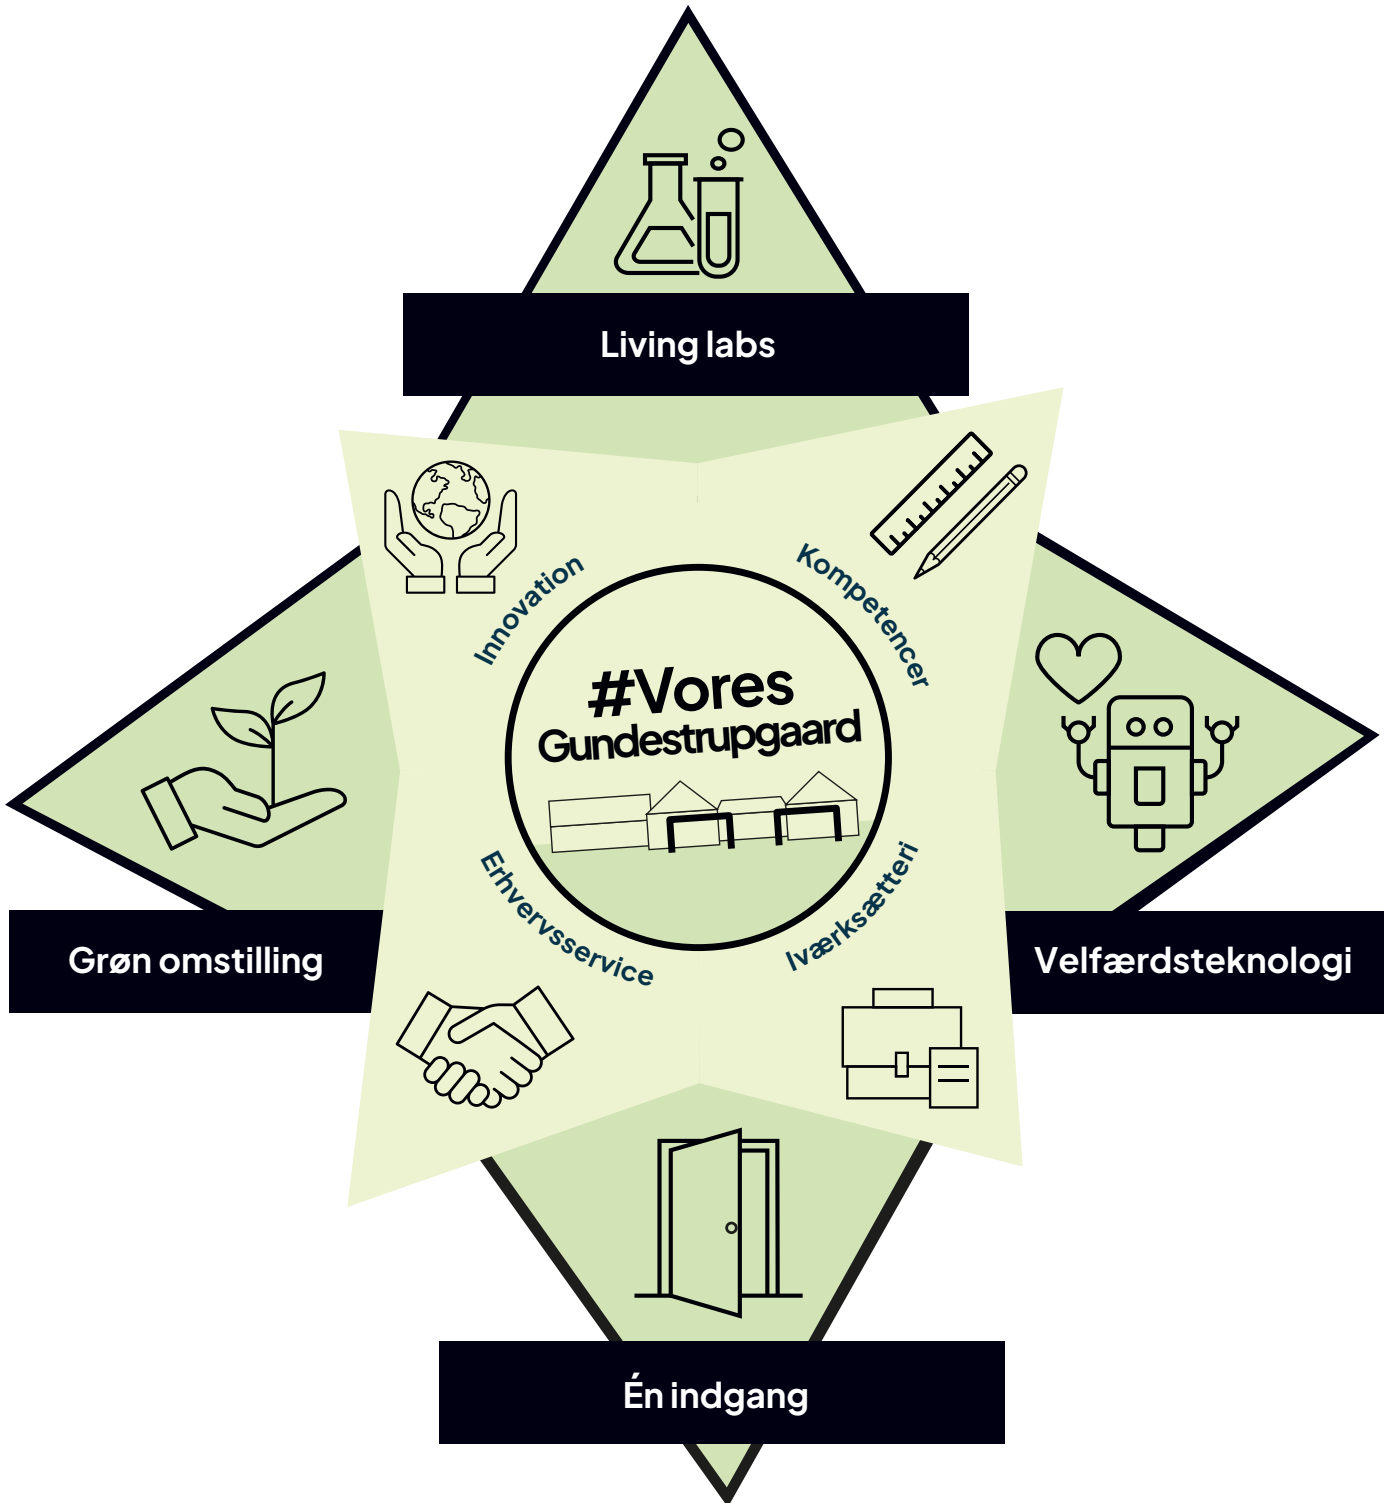 Living labs
Innovation
Kompetencer
#Vores
Gundestrupgaard
Erhvervsservice
Iværksætteri
Grøn omstilling
Velfærdsteknologi
Én indgang